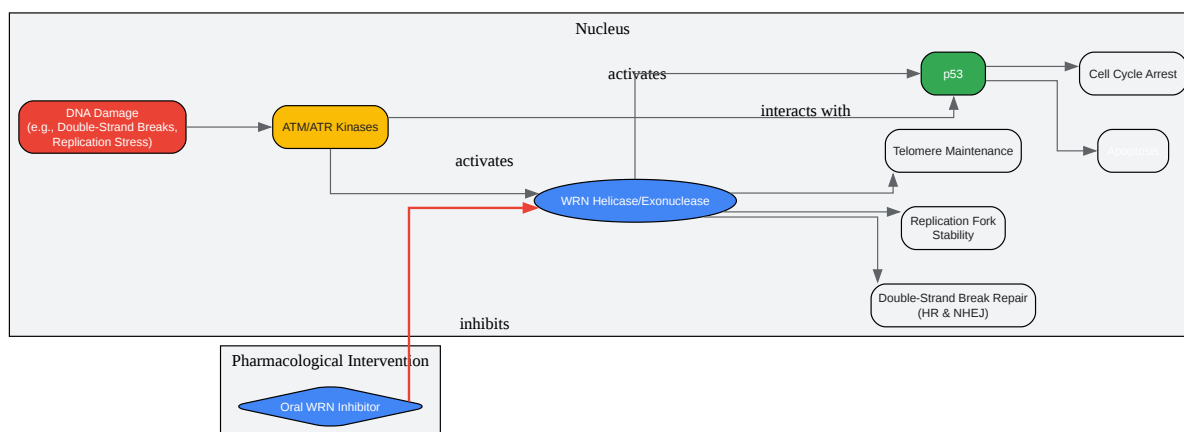 Nucleus
DNA Damage
(e.g., Double-Strand Breaks,
Replication Stress)
ATM/ATR Kinases
activates
p53
Cell Cycle Arrest
interacts with
Telomere Maintenance
Apoptosis
activates
WRN Helicase/Exonuclease
Replication Fork
Stability
Double-Strand Break Repair
(HR & NHEJ)
inhibits
Pharmacological Intervention
Oral WRN Inhibitor